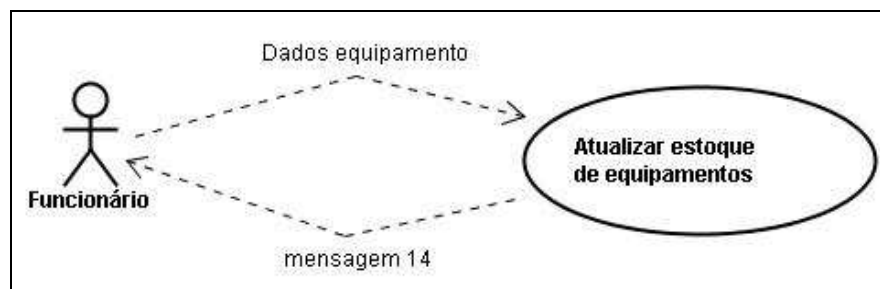 Dados equipamento
Atualizar estoque
de equipamentos
Funcionário
mensagem 14